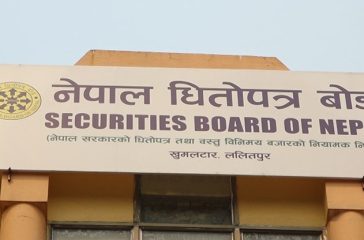 नेपाल धितोपत्र बोर्ड
SECURITIES BOARD OF NEP
(नेपाल सरकारको धितोपत्र तथा वस्तु विनिमय बजारको नियामक नि
खुमलटार, ललितपुर